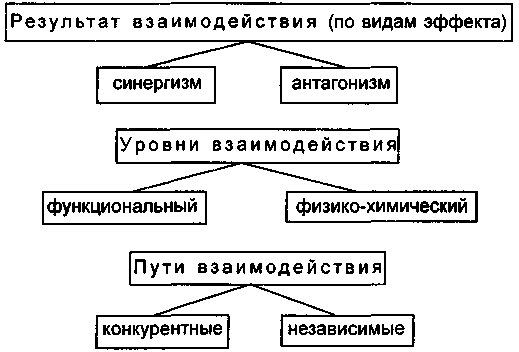 Результат взаимодействия (по видам эффекта)
синергизм антагонизм
Уровни взаимодействия
функциональный физико-химический
Пути взаимодействия
конкурентные независимые